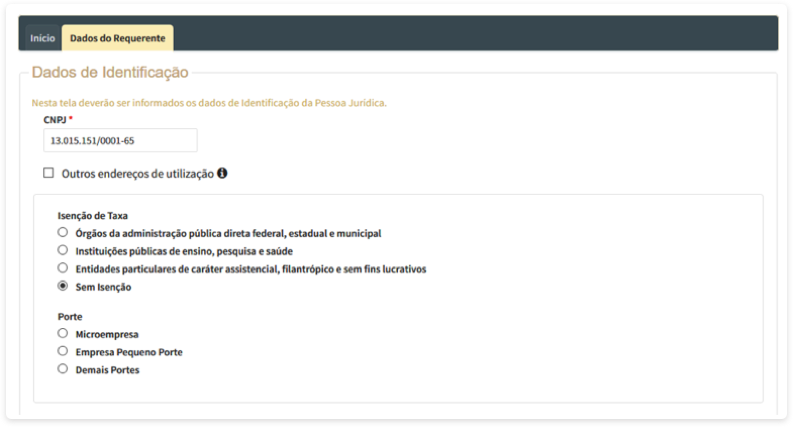 Início Dados do Requerente
Dados de Identificação
Nesta tela deverão ser informados os dados de Identificação da Pessoa Jurídica.
CNPJ *
13.015.151/0001-65
Outros endereços de utilização
Isenção de Taxa
Órgãos da administração pública direta federal, estadual e municipal
Instituições públicas de ensino, pesquisa e saúde
Entidades particulares de caráter assistencial, filantrópico e sem fins lucrativos
Sem Isenção
Porte
Microempresa
Empresa Pequeno Porte
Demais Portes